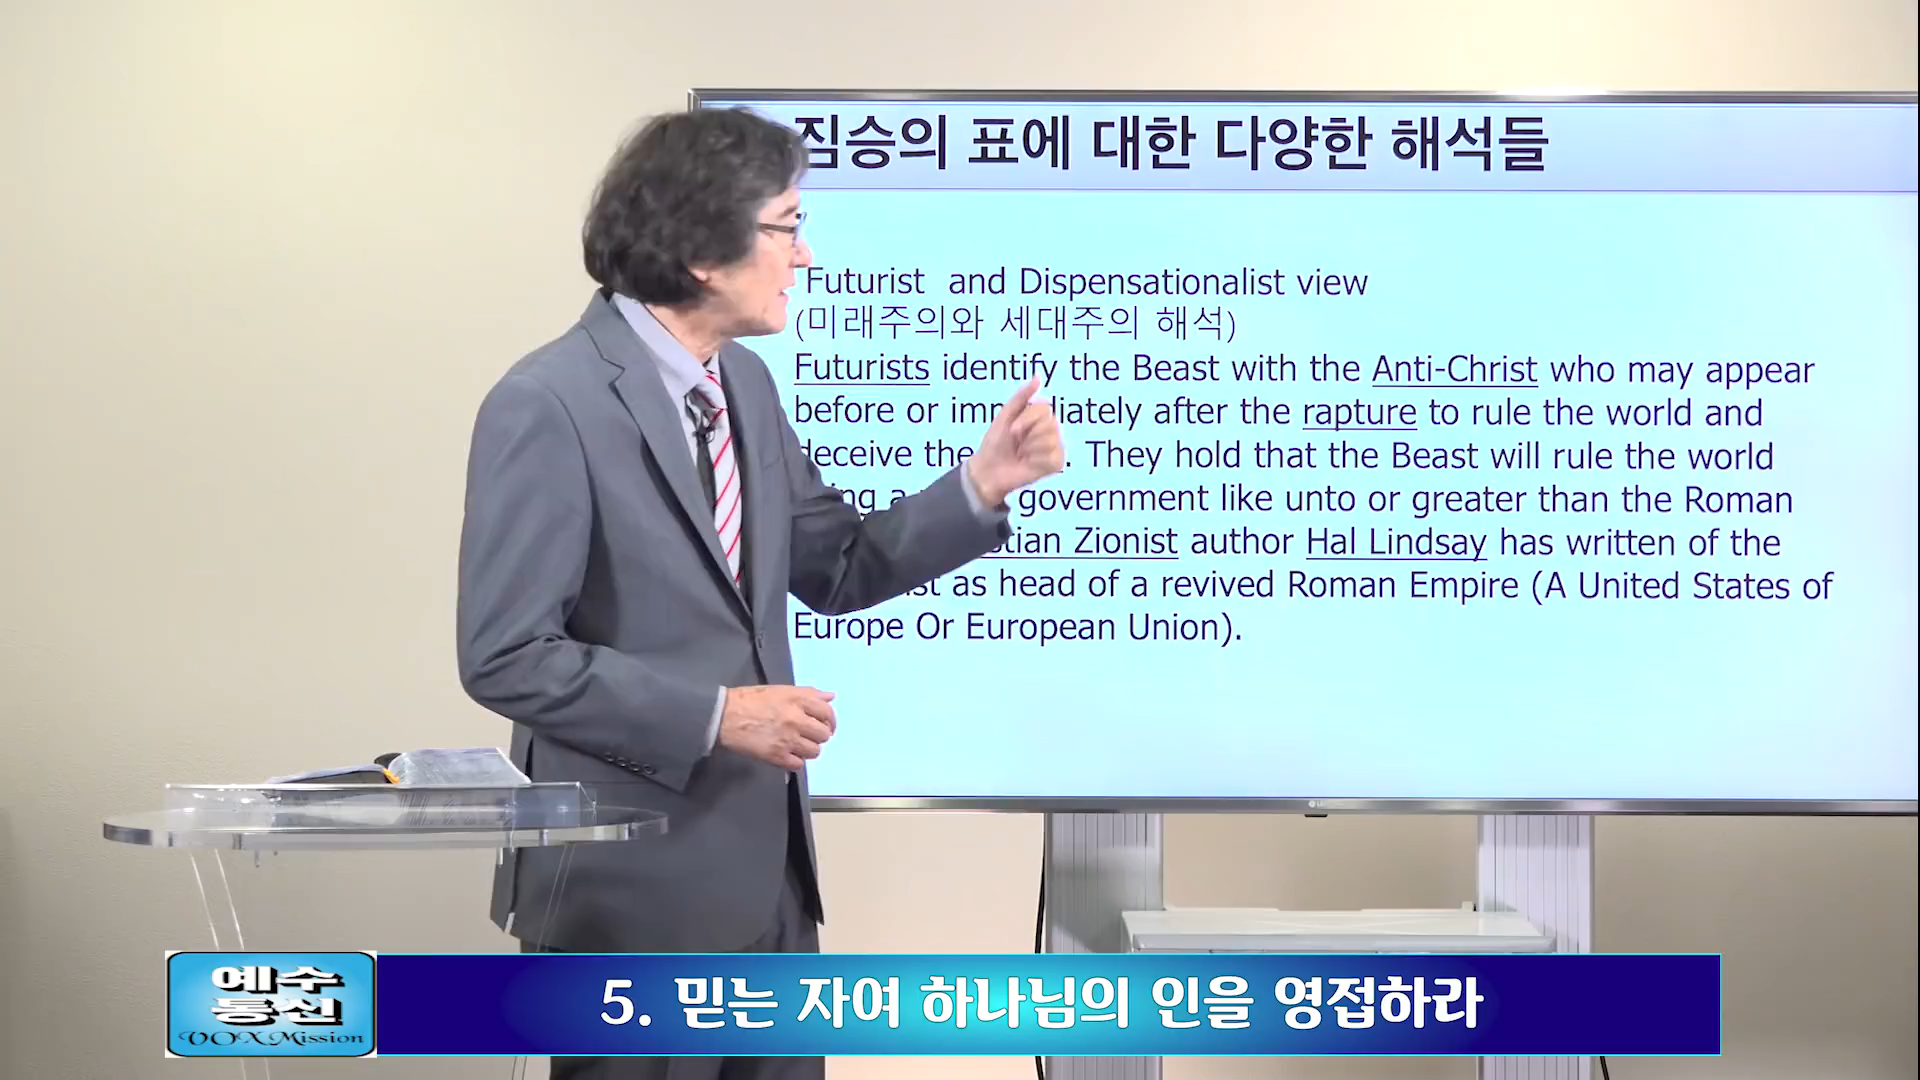 짐승의 표에 대한 다양한 해석들
Futurist and Dispensationalist view
(미래주의와 세대주의 해석)
Futurists identify the Beast with the Anti-Christ who may appear
before or immediately after the rapture to rule the world and
deceive the . They hold that the Beast will rule the world
government like unto or greater than the Roman
Zionist author Hal Lindsay has written of the
as head of a revived Roman Empire (A United States of
Europe Or European Union).
LG
예수
통신
VOX Mission
5. 믿는 자여 하나님의 인을 영접하라